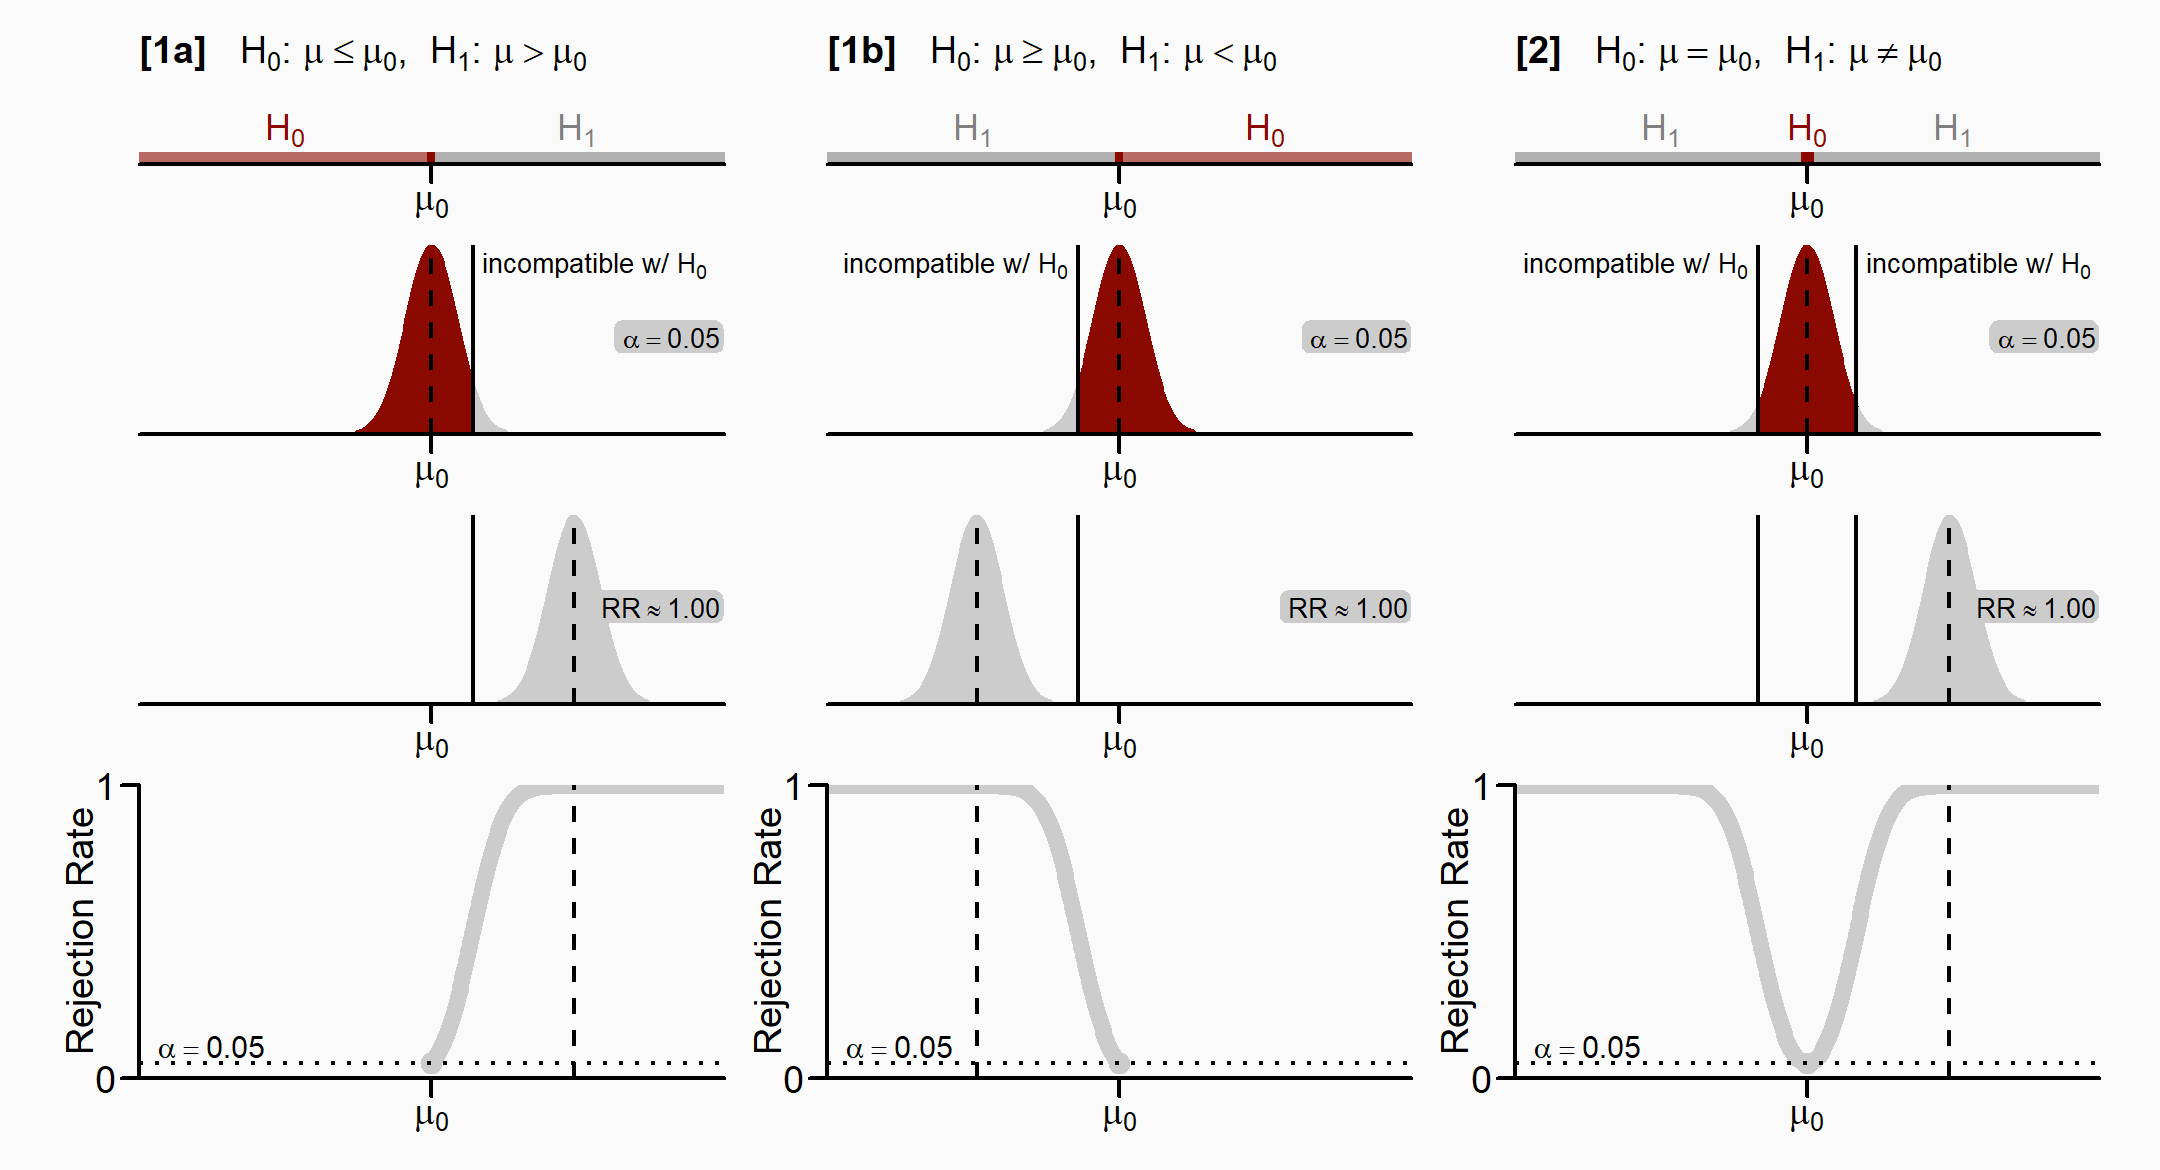 [1a] H₀: μ ≤ μ₀, H₁: μ > μ₀
H₀ H₁
μ₀
incompatible w/ H₀
α = 0.05
μ₀
RR ≈ 1.00
μ₀
1
Rejection Rate
α = 0.05
0
μ₀
[1b] H₀: μ ≥ μ₀, H₁: μ < μ₀
H₁ H₀
μ₀
incompatible w/ H₀
α = 0.05
μ₀
RR ≈ 1.00
μ₀
1
Rejection Rate
α = 0.05
0
μ₀
[2] H₀: μ = μ₀, H₁: μ ≠ μ₀
H₁ H₀ H₁
μ₀
incompatible w/ H₀ incompatible w/ H₀
α = 0.05
μ₀
RR ≈ 1.00
μ₀
1
Rejection Rate
α = 0.05
0
μ₀